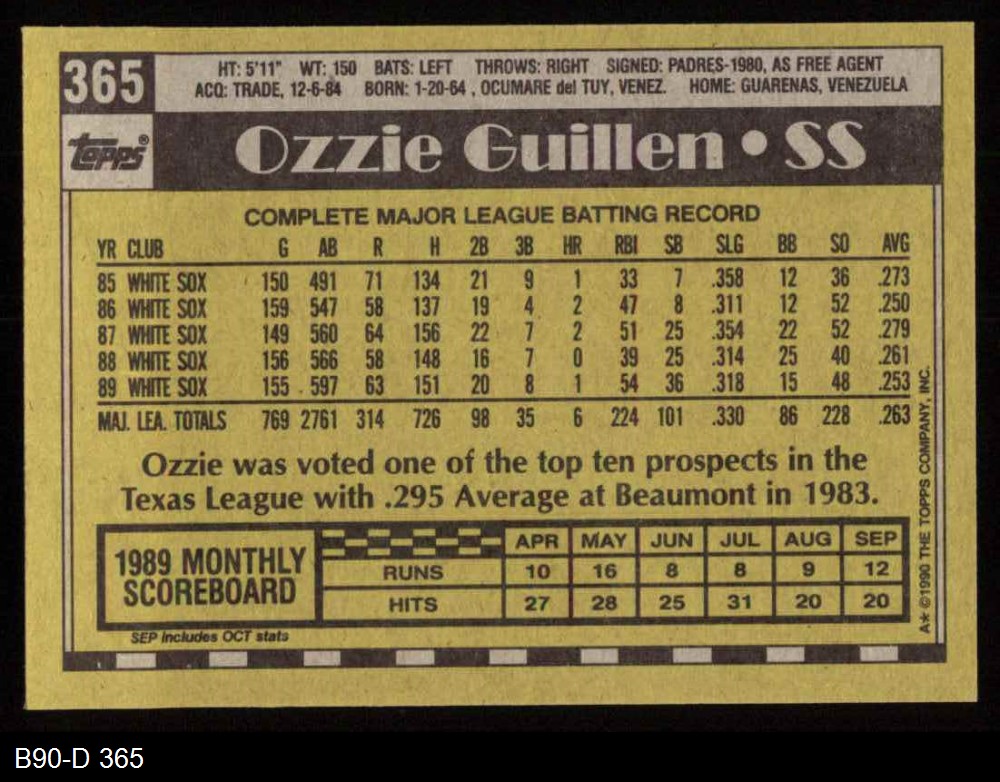 365
HT: 5'11" WT: 150 BATS: LEFT THROWS: RIGHT SIGNED: PADRES-1980, AS FREE AGENT
ACQ: TRADE, 12-6-84 BORN: 1-20-64 , OCUMARE del TUY, VENEZ. HOME: GUARENAS, VENEZUELA
topps® Ozzie Guillen • SS
COMPLETE MAJOR LEAGUE BATTING RECORD
YR CLUB G AB R H 2B 3B HR RBI SB SLG BB SO AVG
85 WHITE SOX 150 491 71 134 21 9 1 33 7 .358 12 36 .273
86 WHITE SOX 159 547 58 137 19 4 2 47 8 .311 12 52 .250
87 WHITE SOX 149 560 64 156 22 7 2 51 25 .354 22 52 .279
88 WHITE SOX 156 566 58 148 16 7 0 39 25 .314 25 40 .261
89 WHITE SOX 155 597 63 151 20 8 1 54 36 .318 15 48 .253
MAJ. LEA. TOTALS 769 2761 314 726 98 35 6 224 101 .330 86 228 .263
Ozzie was voted one of the top ten prospects in the
Texas League with .295 Average at Beaumont in 1983.
1989 MONTHLY
SCOREBOARD
APR MAY JUN JUL AUG SEP
RUNS 10 16 8 8 9 12
HITS 27 28 25 31 20 20
SEP includes OCT stats
A* ©1990 THE TOPPS COMPANY, INC.
B90-D 365